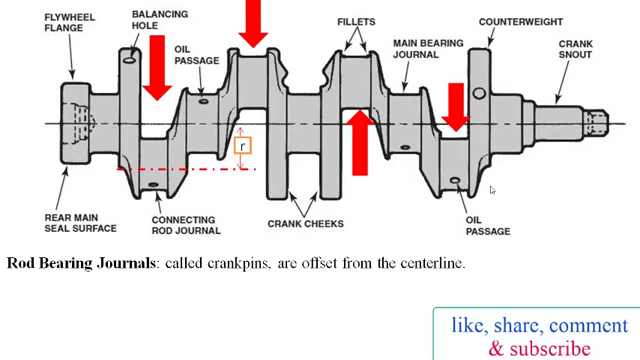 FLYWHEEL
FLANGE
BALANCING
HOLE
OIL
PASSAGE
FILLETS
MAIN BEARING
JOURNAL
COUNTERWEIGHT
CRANK
SNOUT
r
REAR MAIN
SEAL SURFACE
CONNECTING
ROD JOURNAL
CRANK CHEEKS
OIL
PASSAGE
Rod Bearing Journals: called crankpins, are offset from the centerline.
like, share, comment
& subscribe